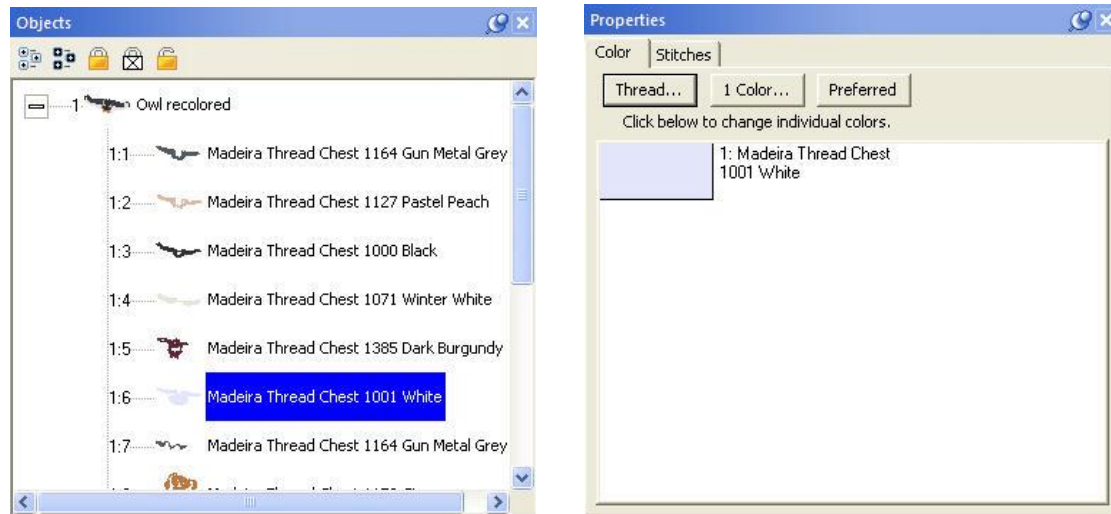 Objects
1 Owl recolored
1:1 Madeira Thread Chest 1164 Gun Metal Grey
1:2 Madeira Thread Chest 1127 Pastel Peach
1:3 Madeira Thread Chest 1000 Black
1:4 Madeira Thread Chest 1071 Winter White
1:5 Madeira Thread Chest 1385 Dark Burgundy
1:6 Madeira Thread Chest 1001 White
1:7 Madeira Thread Chest 1164 Gun Metal Grey
Properties
Color Stitches
Thread... 1 Color... Preferred
Click below to change individual colors.
1: Madeira Thread Chest
1001 White